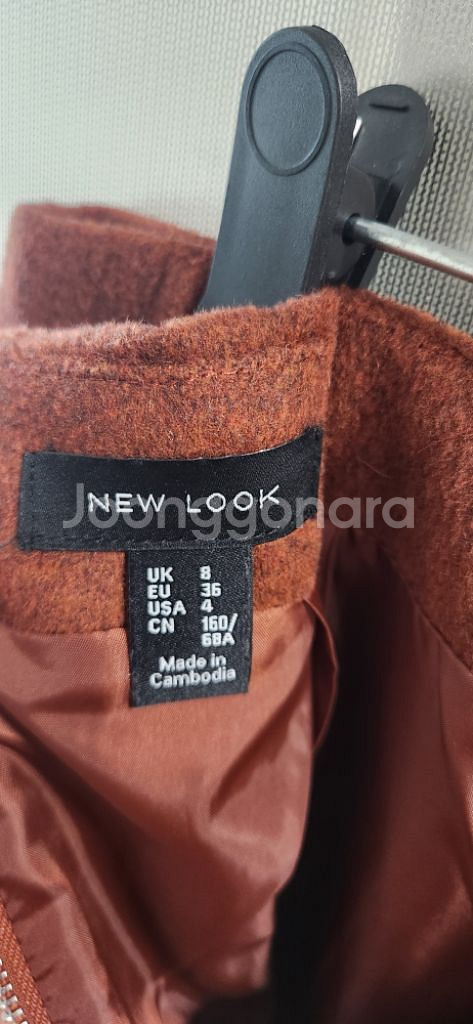 NEW LOOK
Joonggonara
UK 8
EU 36
USA 4
CN 160/
68A
Made in
Cambodia